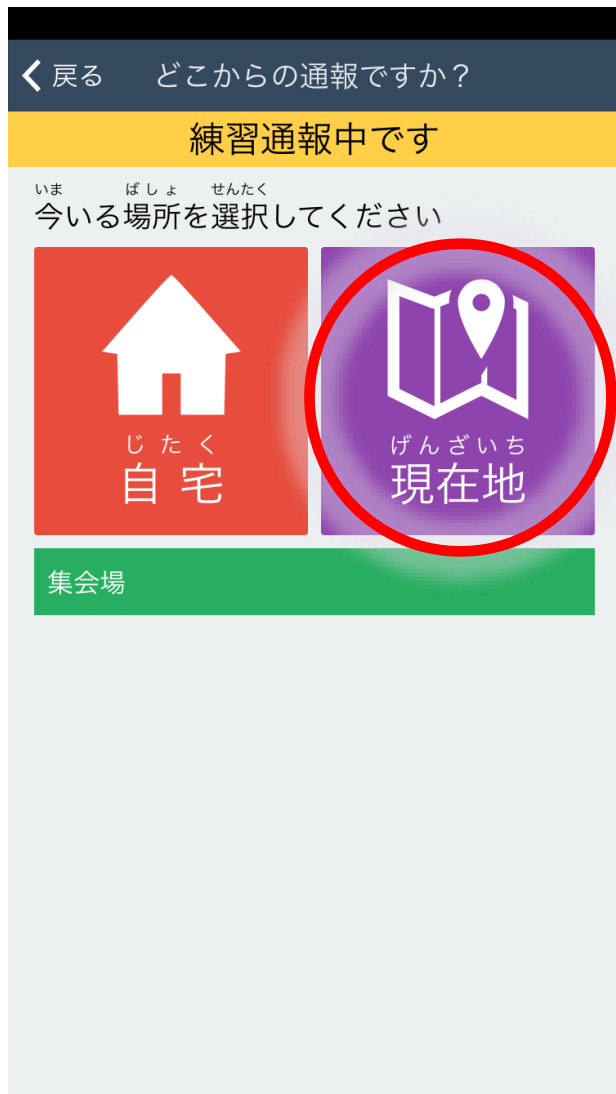 戻る どこからの通報ですか？
練習通報中です
いま ばしょ せんたく
今いる場所を選択してください
じたく
自宅
げんざいち
現在地
集会場